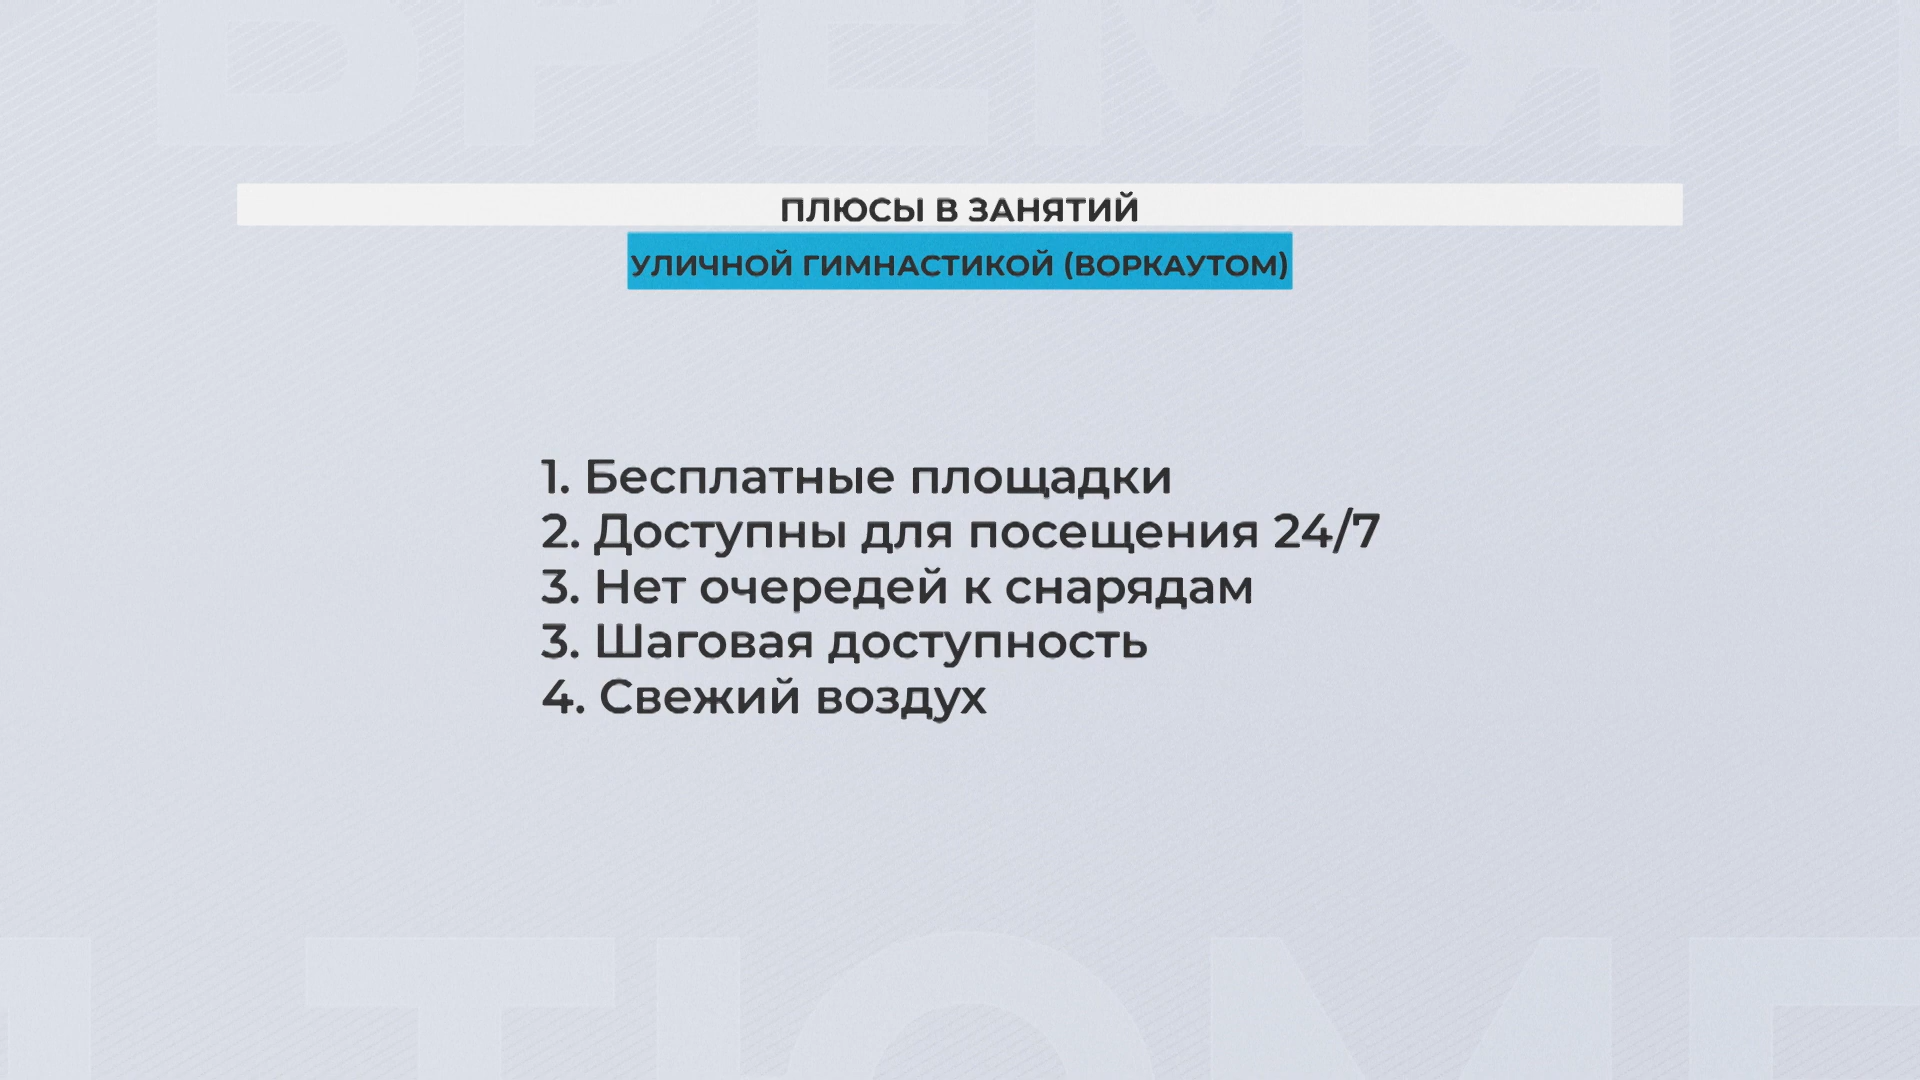 ВРЕМЯ
ПЛЮСЫ В ЗАНЯТИЙ
УЛИЧНОЙ ГИМНАСТИКОЙ (ВОРКАУТОМ)
1. Бесплатные площадки
2. Доступны для посещения 24/7
3. Нет очередей к снарядам
3. Шаговая доступность
4. Свежий воздух